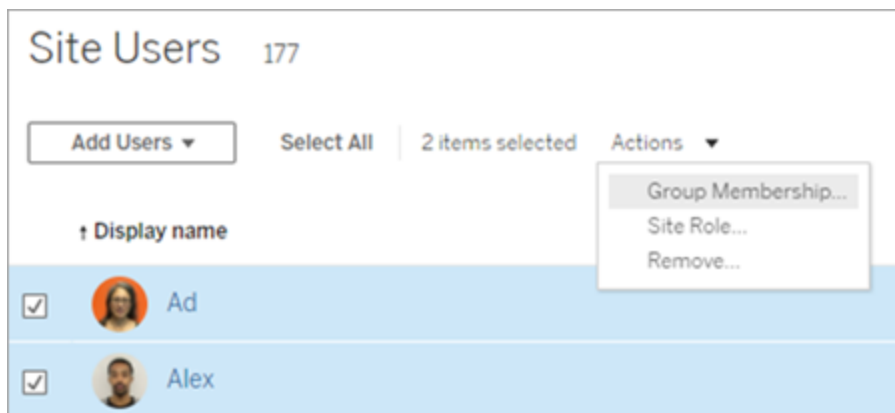 Site Users 177
Add Users ▾ Select All 2 items selected Actions ▾
Group Membership...
Site Role...
Remove...
↑ Display name
Ad
Alex